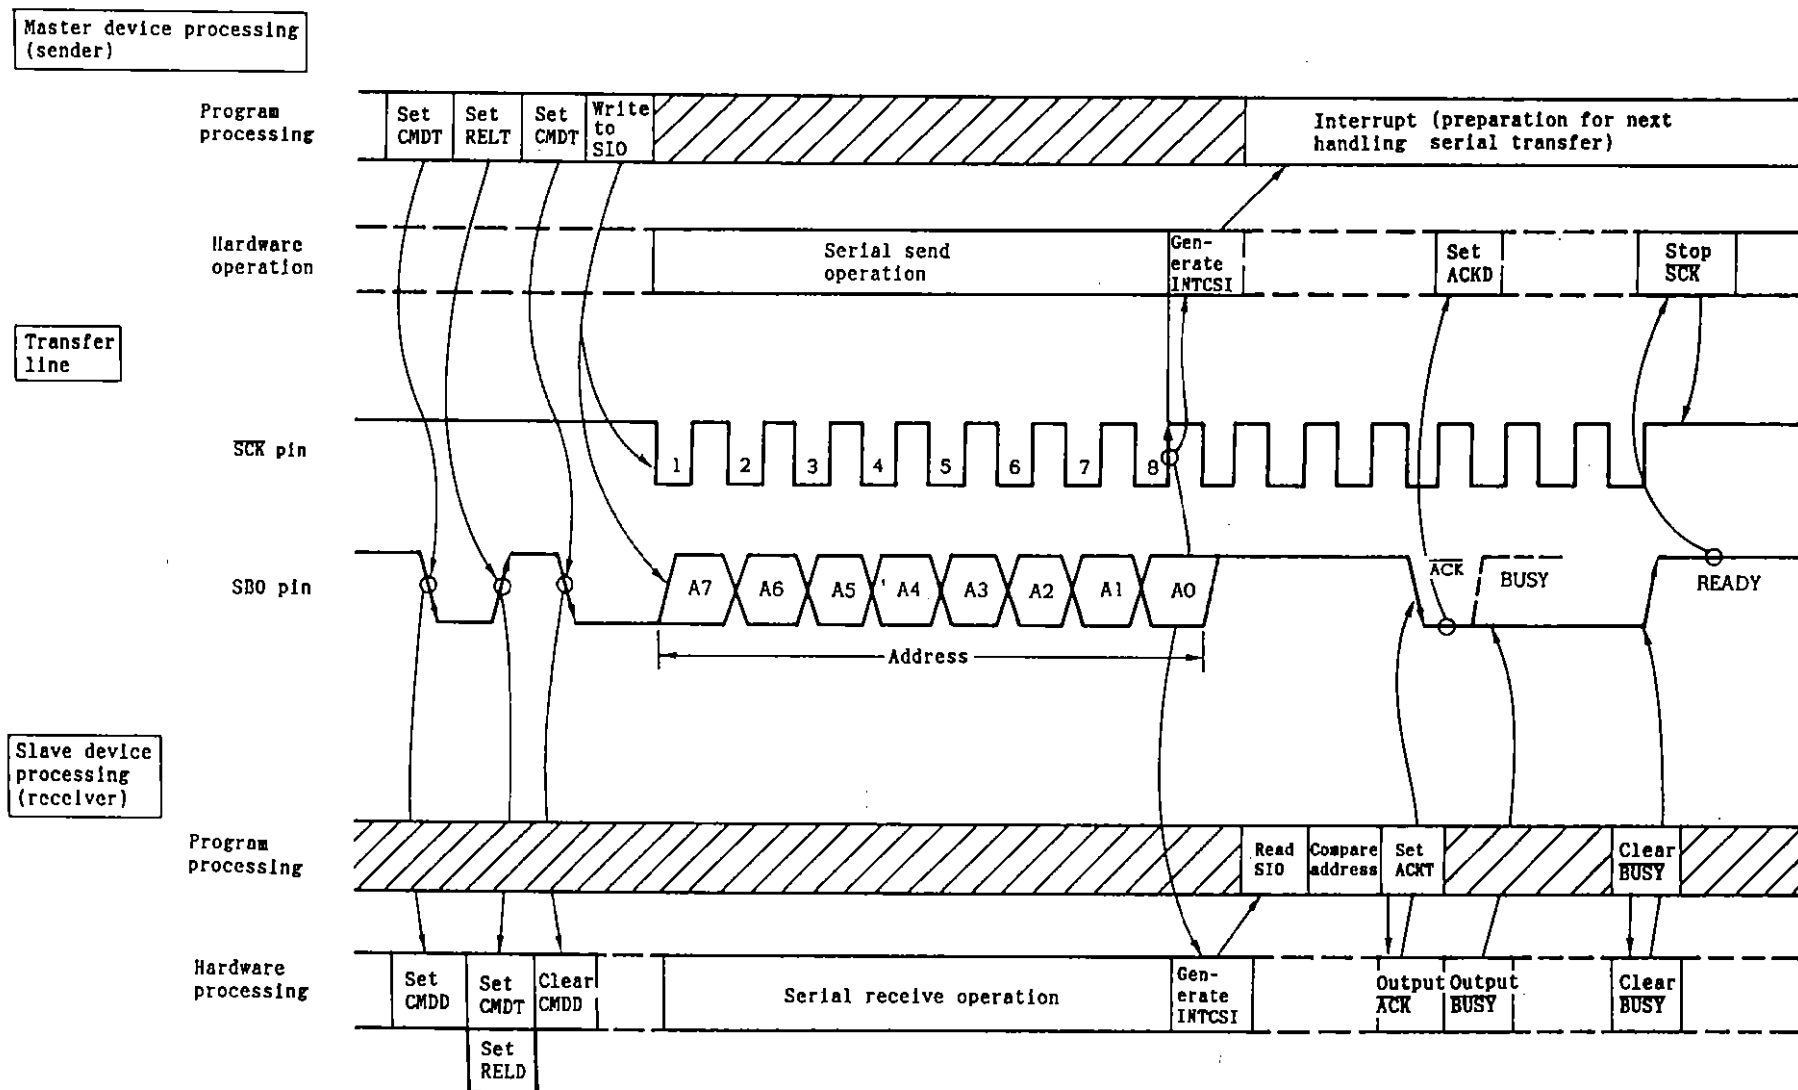 Master device processing
(sender)
Program
processing
Set
CMDT
Set
RELT
Set
CMDT
Write
to
SIO
Interrupt (preparation for next
handling serial transfer)
Hardware
operation
Serial send
operation
Gen-
erate
INTCSI
Set
ACKD
Stop
SCK
Transfer
line
SCK pin
1 2 3 4 5 6 7 8
SBO pin
A7 A6 A5 A4 A3 A2 A1 A0
ACK
BUSY
READY
Address
Slave device
processing
(receiver)
Program
processing
Read
SIO
Compare
address
Set
ACKT
Clear
BUSY
Hardware
processing
Set
CMDD
Set
CMDT
Clear
CMDD
Serial receive operation
Gen-
erate
INTCSI
Output
ACK
Output
BUSY
Clear
BUSY
Set
RELD